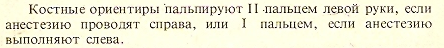 Костные ориентиры пальпируют II пальцем левой руки, если
анестезию проводят справа, или I пальцем, если анестезию
выполняют слева.